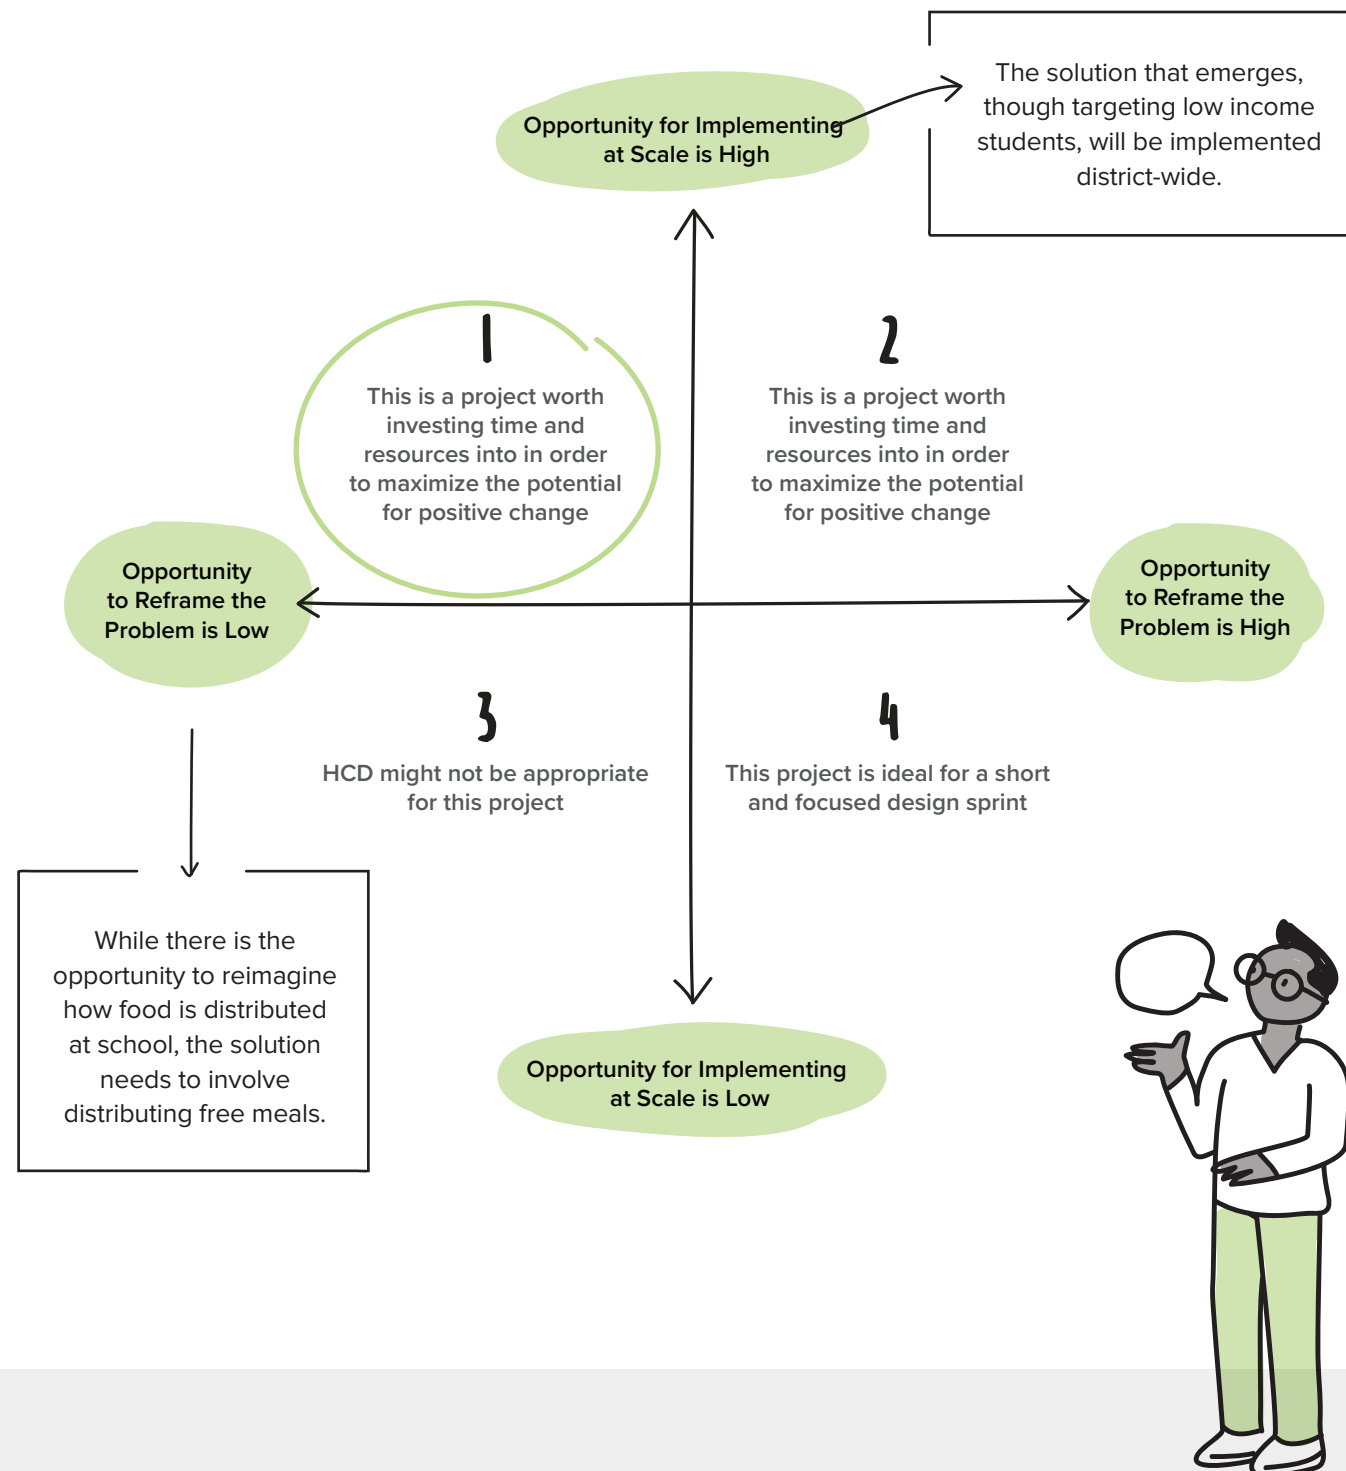 The solution that emerges,
though targeting low income
students, will be implemented
district-wide.
Opportunity for Implementing
at Scale is High
1
This is a project worth
investing time and
resources into in order
to maximize the potential
for positive change
2
This is a project worth
investing time and
resources into in order
to maximize the potential
for positive change
Opportunity
to Reframe the
Problem is Low
Opportunity
to Reframe the
Problem is High
3
HCD might not be appropriate
for this project
4
This project is ideal for a short
and focused design sprint
While there is the
opportunity to reimagine
how food is distributed
at school, the solution
needs to involve
distributing free meals.
Opportunity for Implementing
at Scale is Low